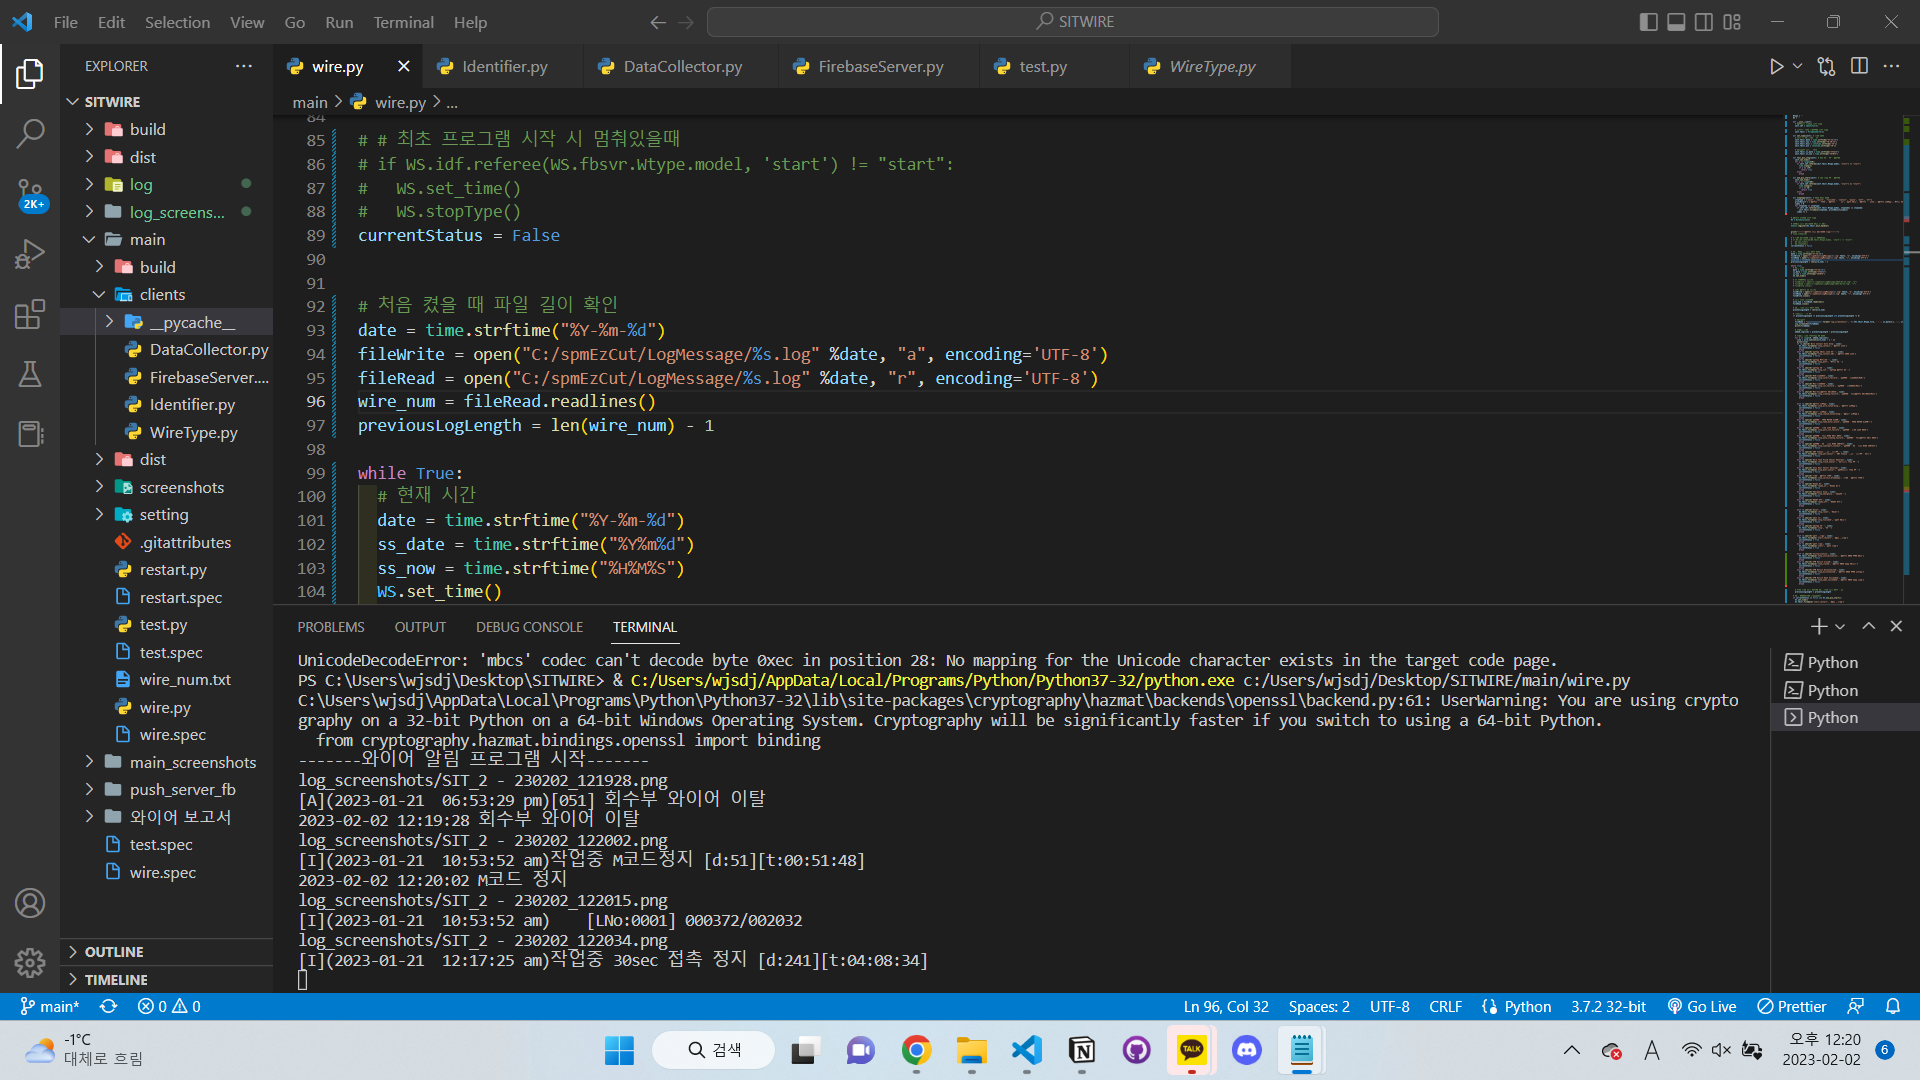 File Edit Selection View Go Run Terminal Help
SITWIRE
EXPLORER
wire.py
Identifier.py
DataCollector.py
FirebaseServer.py
test.py
WireType.py
main > wire.py > ...
SITWIRE
build
dist
log
log_screens...
main
build
clients
__pycache__
DataCollector.py
FirebaseServer....
Identifier.py
WireType.py
dist
screenshots
setting
.gitattributes
restart.py
restart.spec
test.py
test.spec
wire_num.txt
wire.py
wire.spec
main_screenshots
push_server_fb
와이어 보고서
test.spec
wire.spec
OUTLINE
TIMELINE
2K+
84
85 # # 최초 프로그램 시작 시 멈춰있을때
86 # if WS.idf.referee(WS.fbsvr.Wtype.model, 'start') != "start":
87 #   WS.set_time()
88 #   WS.stopType()
89 currentStatus = False
90
91
92 # 처음 켰을 때 파일 길이 확인
93 date = time.strftime("%Y-%m-%d")
94 fileWrite = open("C:/spmEzCut/LogMessage/%s.log" %date, "a", encoding='UTF-8')
95 fileRead = open("C:/spmEzCut/LogMessage/%s.log" %date, "r", encoding='UTF-8')
96 wire_num = fileRead.readlines()
97 previousLogLength = len(wire_num) - 1
98
99 while True:
100   # 현재 시간
101   date = time.strftime("%Y-%m-%d")
102   ss_date = time.strftime("%Y%m%d")
103   ss_now = time.strftime("%H%M%S")
104   WS.set_time()
PROBLEMS OUTPUT DEBUG CONSOLE TERMINAL
UnicodeDecodeError: 'mbcs' codec can't decode byte 0xec in position 28: No mapping for the Unicode character exists in the target code page.
PS C:\Users\wjsdj\Desktop\SITWIRE> & C:/Users/wjsdj/AppData/Local/Programs/Python/Python37-32/python.exe c:/Users/wjsdj/Desktop/SITWIRE/main/wire.py
C:\Users\wjsdj\AppData\Local\Programs\Python\Python37-32\lib\site-packages\cryptography\hazmat\backends\openssl\backend.py:61: UserWarning: You are using crypto
graphy on a 32-bit Python on a 64-bit Windows Operating System. Cryptography will be significantly faster if you switch to using a 64-bit Python.
  from cryptography.hazmat.bindings.openssl import binding
-------와이어 알림 프로그램 시작-------
log_screenshots/SIT_2 - 230202_121928.png
[A](2023-01-21  06:53:29 pm)[051] 회수부 와이어 이탈
2023-02-02 12:19:28 회수부 와이어 이탈
log_screenshots/SIT_2 - 230202_122002.png
[I](2023-01-21  10:53:52 am)작업중 M코드정지 [d:51][t:00:51:48]
2023-02-02 12:20:02 M코드 정지
log_screenshots/SIT_2 - 230202_122015.png
[I](2023-01-21  10:53:52 am)    [LNo:0001] 000372/002032
log_screenshots/SIT_2 - 230202_122034.png
[I](2023-01-21  12:17:25 am)작업중 30sec 접촉 정지 [d:241][t:04:08:34]
Python
Python
Python
main* 0 0
Ln 96, Col 32 Spaces: 2 UTF-8 CRLF Python 3.7.2 32-bit Go Live Prettier
-1°C
대체로 흐림
검색
TALK
A
오후 12:20
2023-02-02
6